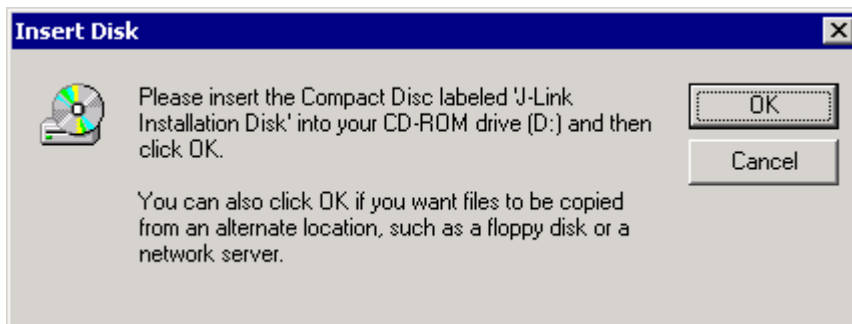 Insert Disk
Please insert the Compact Disc labeled 'J-Link
Installation Disk' into your CD-ROM drive (D:) and then
click OK.
OK
Cancel
You can also click OK if you want files to be copied
from an alternate location, such as a floppy disk or a
network server.